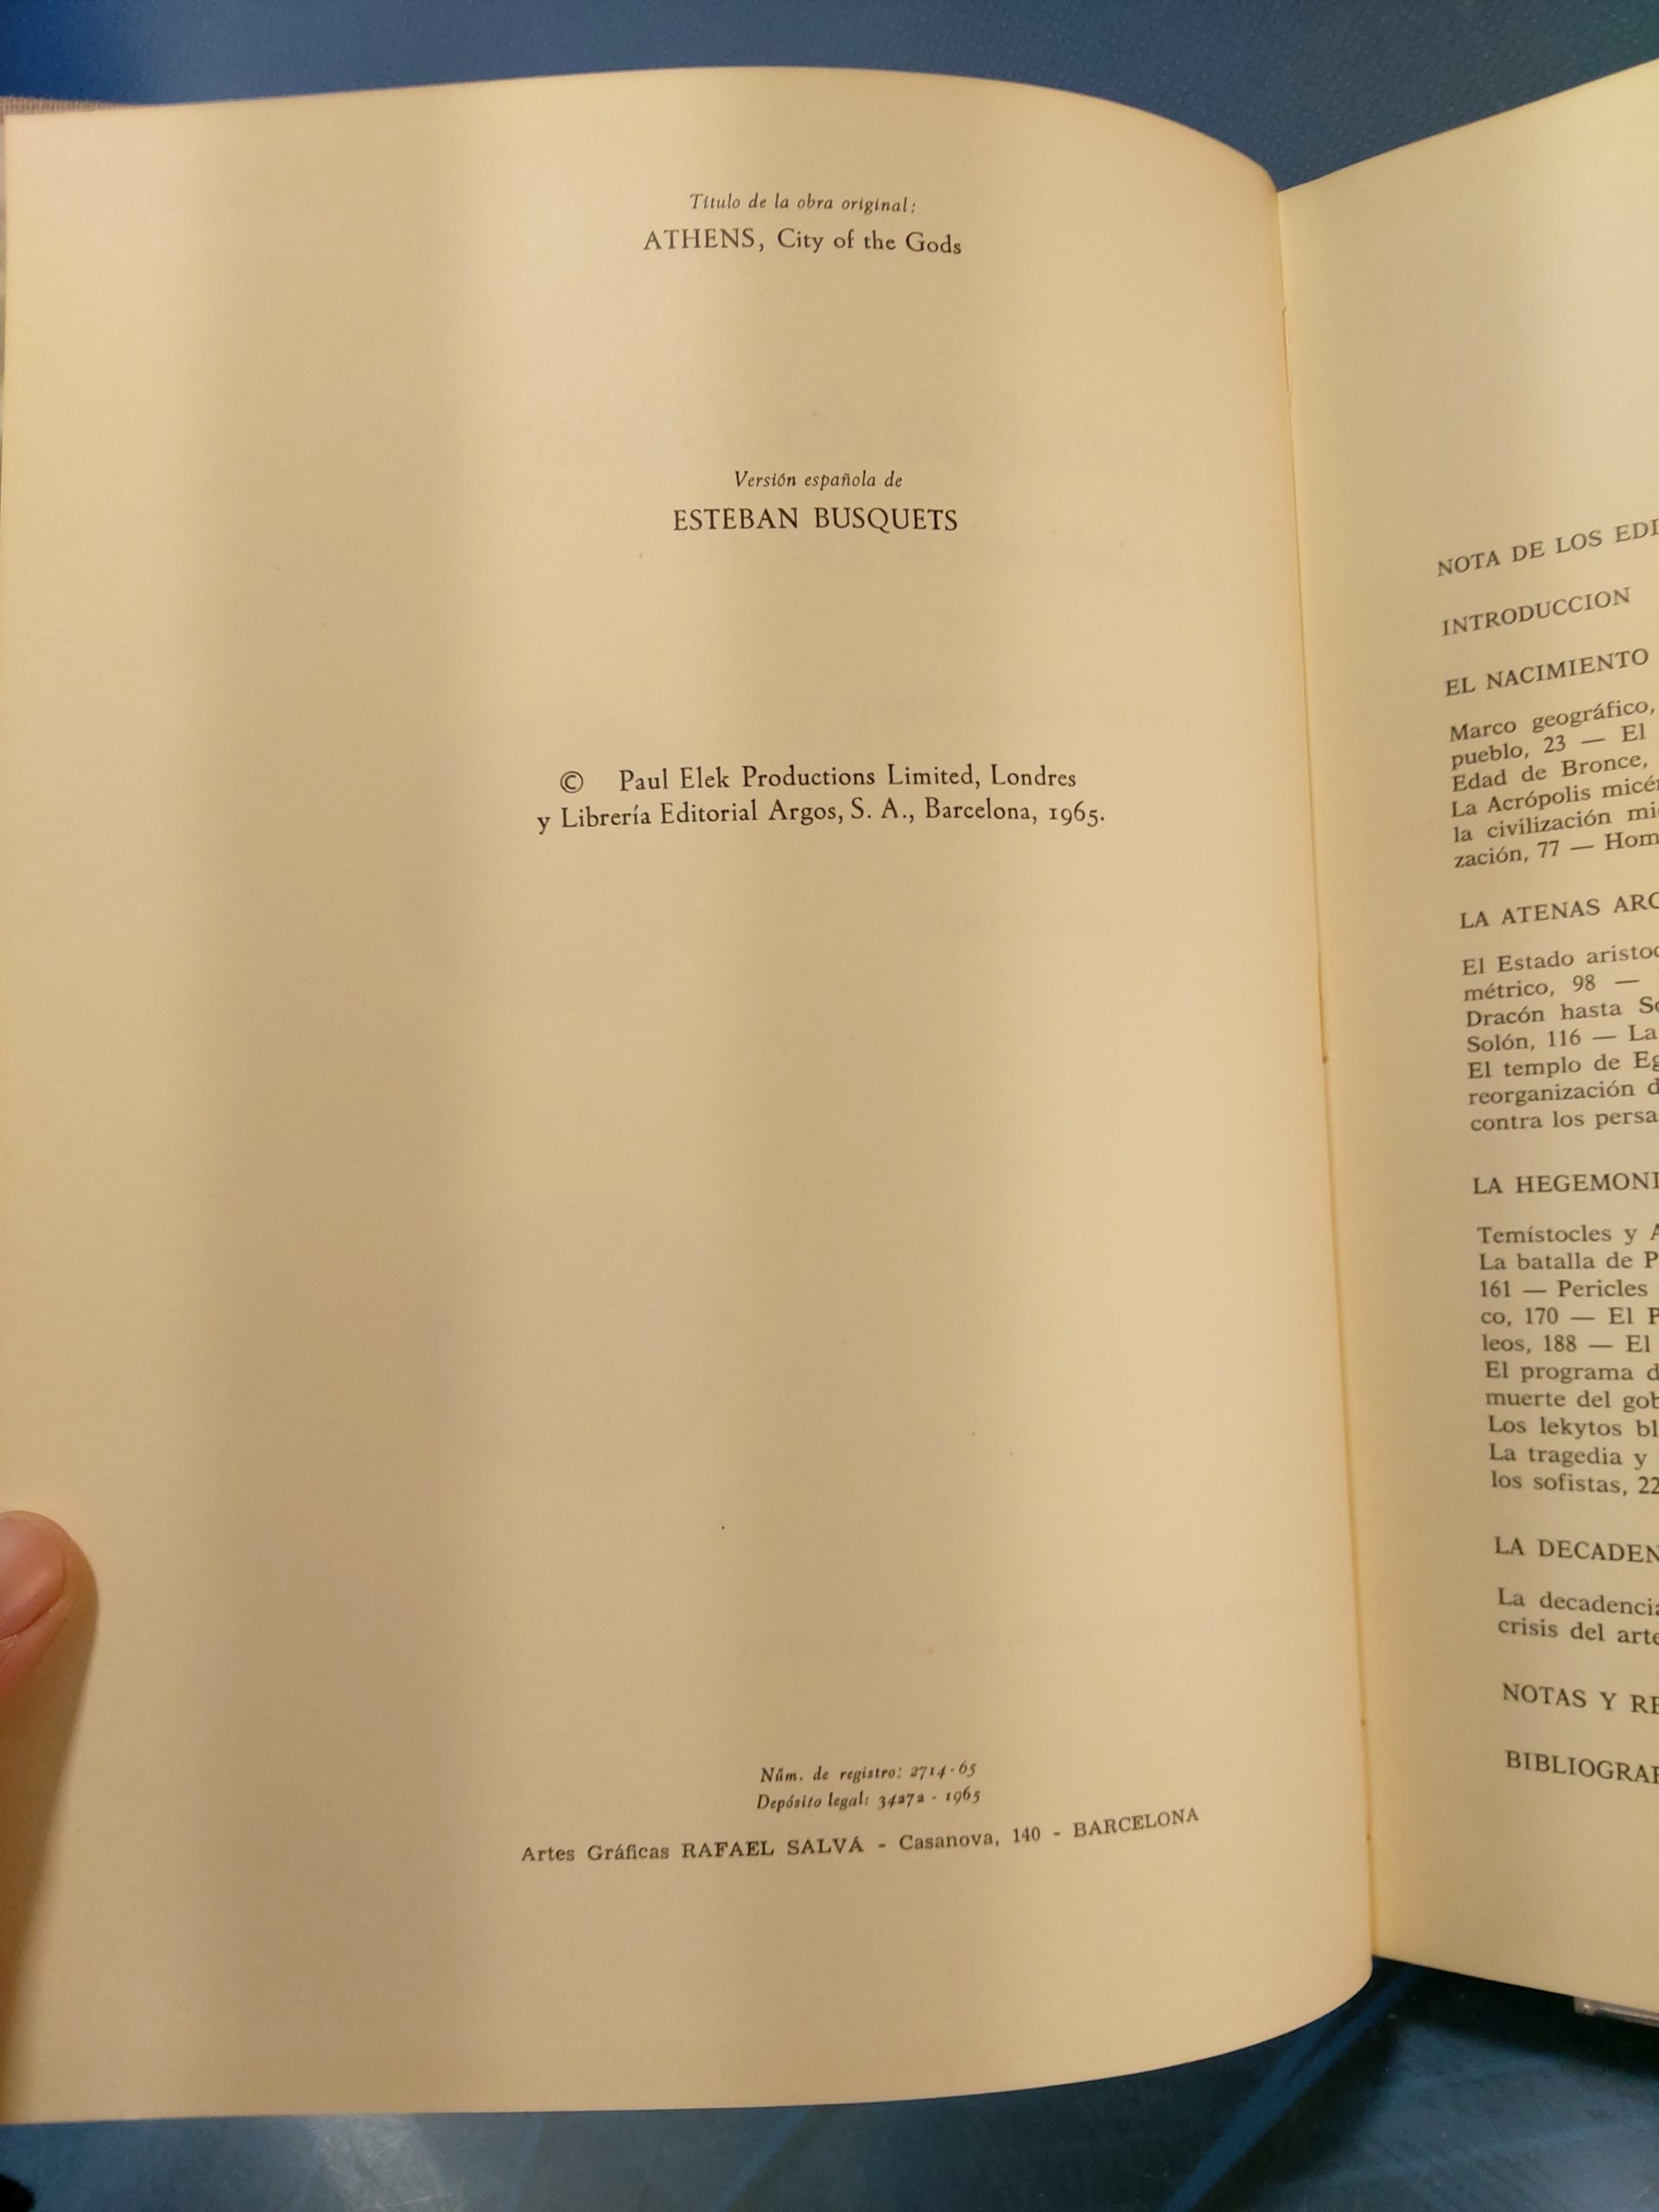 Título de la obra original:
ATHENS, City of the Gods
Versión española de
ESTEBAN BUSQUETS
© Paul Elek Productions Limited, Londres
y Librería Editorial Argos, S. A., Barcelona, 1965.
Núm. de registro: 2714-65
Depósito legal: 34272 - 1965
Artes Gráficas RAFAEL SALVÁ - Casanova, 140 - BARCELONA
NOTA DE LOS EDI
INTRODUCCION
EL NACIMIENTO
Marco geográfico,
pueblo, 23 — El
Edad de Bronce,
La Acrópolis micé
la civilización mi
zación, 77 — Hom
LA ATENAS ARC
El Estado aristoc
métrico, 98 —
Dracón hasta So
Solón, 116 — La
El templo de Eg
reorganización d
contra los persa
LA HEGEMONI
Temístocles y A
La batalla de P
161 — Pericles
co, 170 — El P
leos, 188 — El
El programa d
muerte del gob
Los lekytos bl
La tragedia y
los sofistas, 22
LA DECADEN
La decadencia
crisis del arte
NOTAS Y RE
BIBLIOGRAF